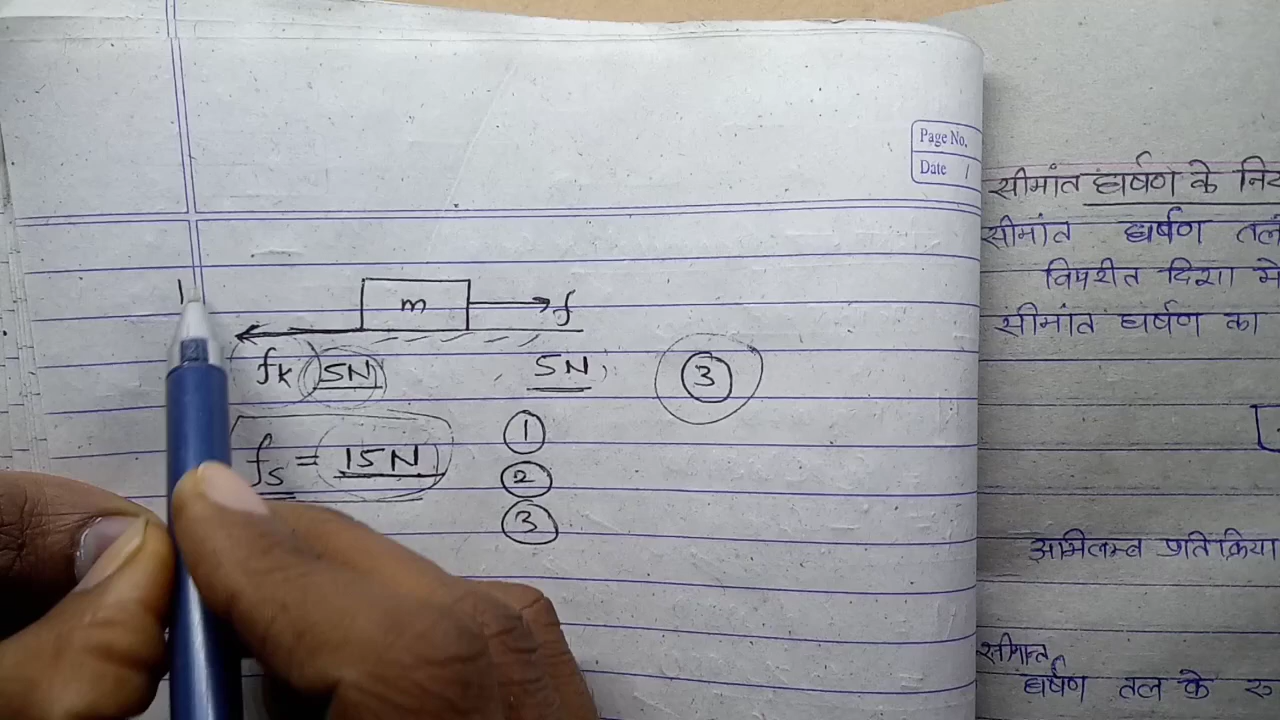 Page No.
Date /
m f
fk 5N 5N 3
fs = 15N 1
2
3
सीमांत घर्षण के
सीमांत घर्षण
विपरीत दिशा मे
सीमांत घर्षण का
अभिलम्ब प्रतिक्रिया
सीमान्त
घर्षण तल के